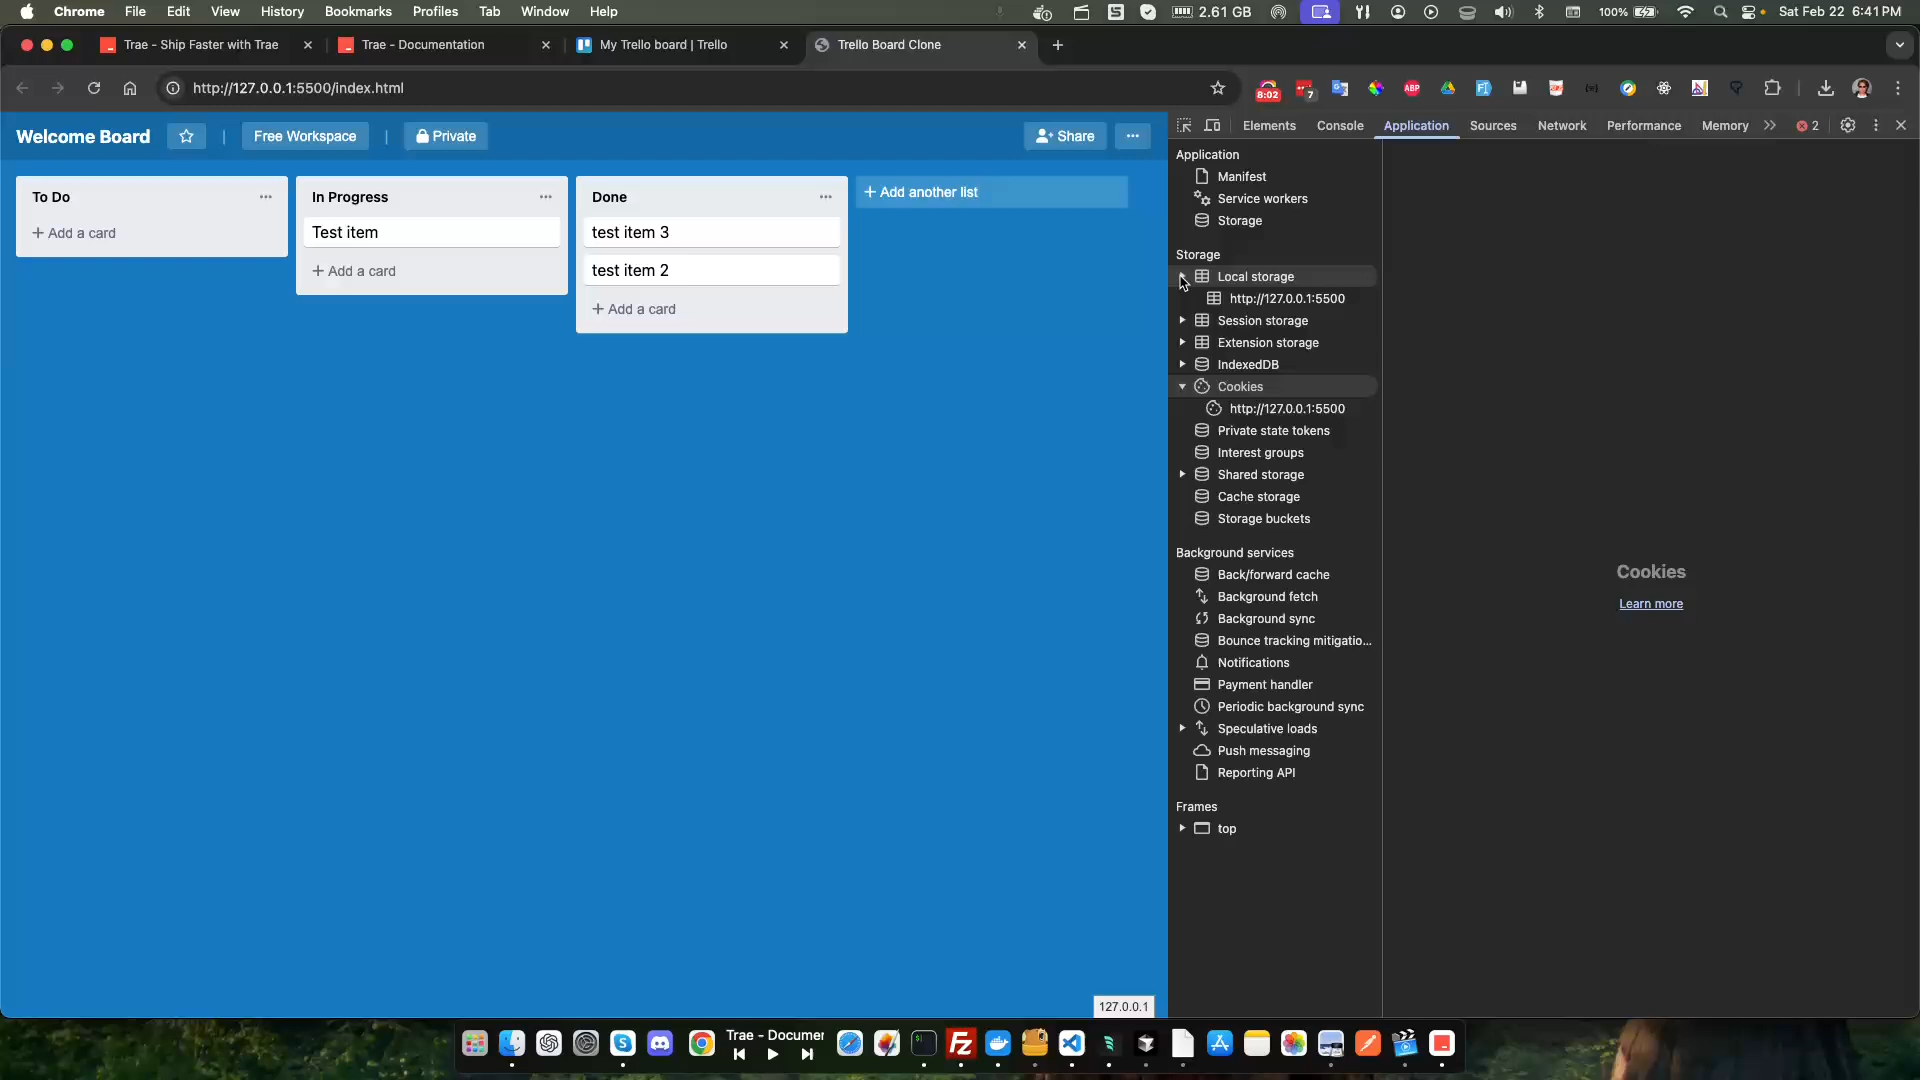 Chrome File Edit View History Bookmarks Profiles Tab Window Help 2.61 GB 100% Sat Feb 22 6:41 PM
Trae - Ship Faster with Trae Trae - Documentation My Trello board | Trello Trello Board Clone
http://127.0.0.1:5500/index.html 8:02 7 ABP
Welcome Board | Free Workspace | Private Share
Elements Console Application Sources Network Performance Memory 2
To Do
+ Add a card
In Progress
Test item
+ Add a card
Done
test item 3
test item 2
+ Add a card
+ Add another list
Application
Manifest
Service workers
Storage
Storage
Local storage
http://127.0.0.1:5500
Session storage
Extension storage
IndexedDB
Cookies
http://127.0.0.1:5500
Private state tokens
Interest groups
Shared storage
Cache storage
Storage buckets
Background services
Back/forward cache
Background fetch
Background sync
Bounce tracking mitigatio...
Notifications
Payment handler
Periodic background sync
Speculative loads
Push messaging
Reporting API
Frames
top
Cookies
Learn more
127.0.0.1
Trae - Documer